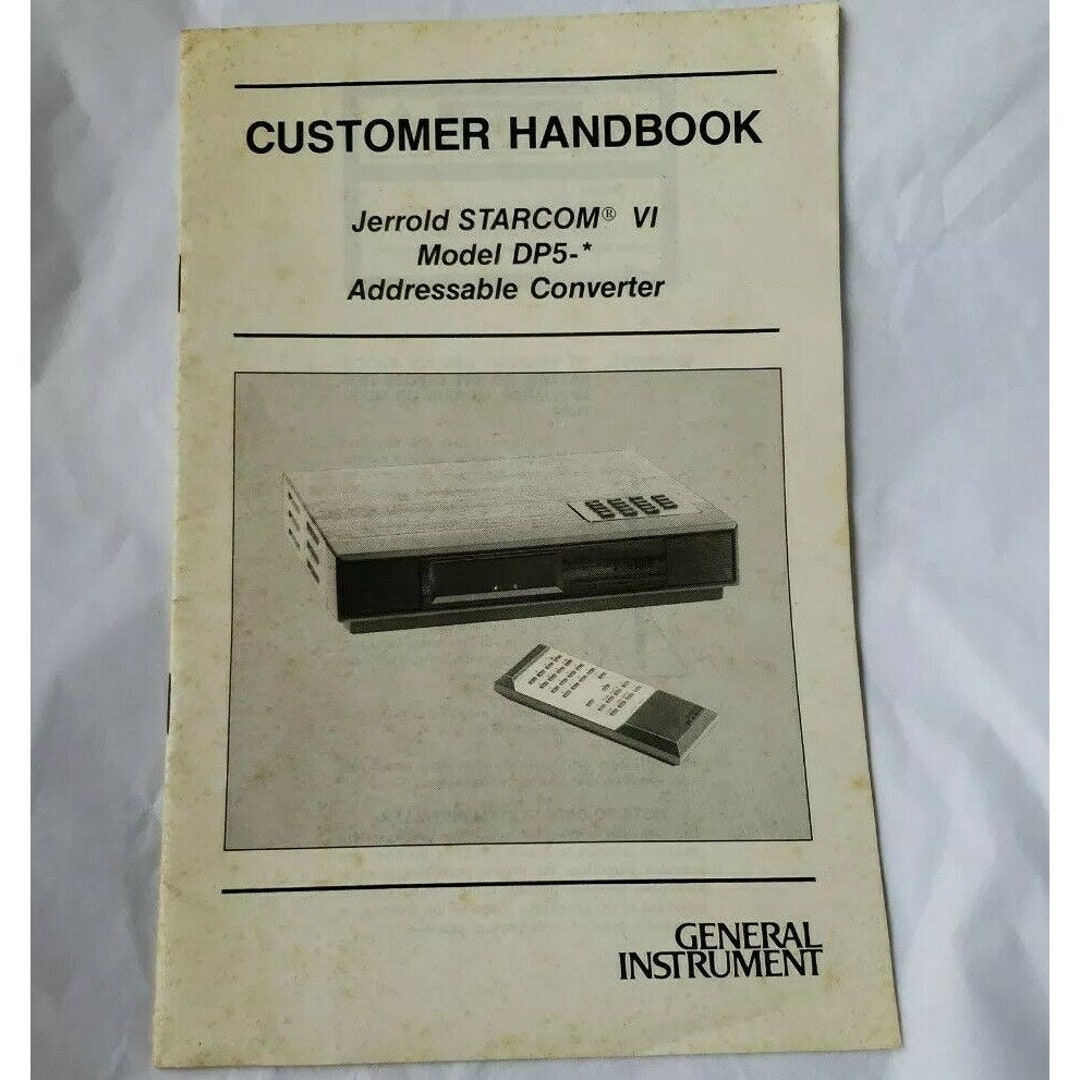 CUSTOMER HANDBOOK
Jerrold STARCOM® VI
Model DP5-*
Addressable Converter
GENERAL
INSTRUMENT